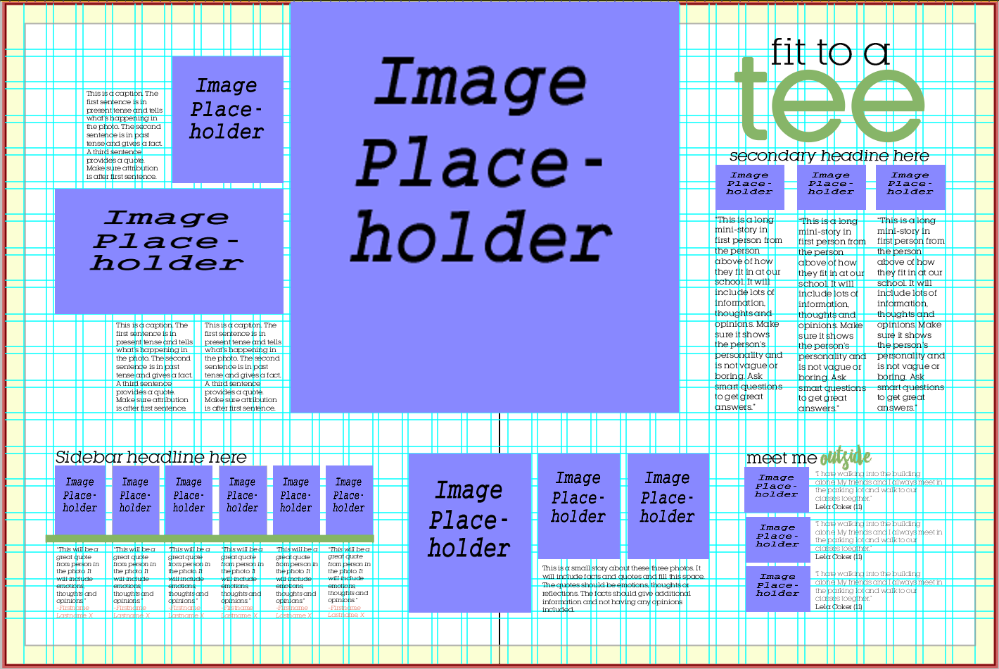 This is a caption. The
first sentence is in
present tense and tells
what's happening in
the photo. The second
sentence is in past
tense and gives a fact.
A third sentence
provides a quote.
Make sure attribution
is after first sentence.
Image
Place-
holder
Image
Place-
holder
This is a caption. The
first sentence is in
present tense and tells
what's happening in
the photo. The second
sentence is in past
tense and gives a fact.
A third sentence
provides a quote.
Make sure attribution
is after first sentence.
This is a caption. The
first sentence is in
present tense and tells
what's happening in
the photo. The second
sentence is in past
tense and gives a fact.
A third sentence
provides a quote.
Make sure attribution
is after first sentence.
Image
Place-
holder
fit to a
tee
secondary headine here
Image
Place-
holder
Image
Place-
holder
Image
Place-
holder
"This is a long
mini-story in
first person from
the person
above of how
they fit in at our
school. It will
include lots of
information,
thoughts and
opinions. Make
sure it shows
the person's
personality and
is not vague or
boring. Ask
smart questions
to get great
answers."
"This is a long
mini-story in
first person from
the person
above of how
they fit in at our
school. It will
include lots of
information,
thoughts and
opinions. Make
sure it shows
the person's
personality and
is not vague or
boring. Ask
smart questions
to get great
answers."
"This is a long
mini-story in
first person from
the person
above of how
they fit in at our
school. It will
include lots of
information,
thoughts and
opinions. Make
sure it shows
the person's
personality and
is not vague or
boring. Ask
smart questions
to get great
answers."
Sidebar headline here
Image
Place-
holder
Image
Place-
holder
Image
Place-
holder
Image
Place-
holder
Image
Place-
holder
Image
Place-
holder
"This will be a
great quote
from person in
the photo. It
will include
emotions,
thoughts and
opinions."
-Firstname
Lastname X
"This will be a
great quote
from person in
the photo. It
will include
emotions,
thoughts and
opinions."
-Firstname
Lastname X
"This will be a
great quote
from person in
the photo. It
will include
emotions,
thoughts and
opinions."
-Firstname
Lastname X
"This will be a
great quote
from person in
the photo. It
will include
emotions,
thoughts and
opinions."
-Firstname
Lastname X
"This will be a
great quote
from person in
the photo. It
will include
emotions,
thoughts and
opinions."
-Firstname
Lastname X
"This will be a
great quote
from person in
the photo. It
will include
emotions,
thoughts and
opinions."
-Firstname
Lastname X
Image
Place-
holder
Image
Place-
holder
Image
Place-
holder
This is a small story about these three photos. It
will include facts and quotes and fill this space.
The quotes should be emotions, thoughts or
reflections. The facts should give additional
information and not having any opinions
included.
meet me outside
Image
Place-
holder
"I hate walking into the building
alone. My friends and I always meet in
the parking lot and walk to our
classes toegther."
Lela Coker (11)
Image
Place-
holder
"I hate walking into the building
alone. My friends and I always meet in
the parking lot and walk to our
classes toegther."
Lela Coker (11)
Image
Place-
holder
"I hate walking into the building
alone. My friends and I always meet in
the parking lot and walk to our
classes toegther."
Lela Coker (11)